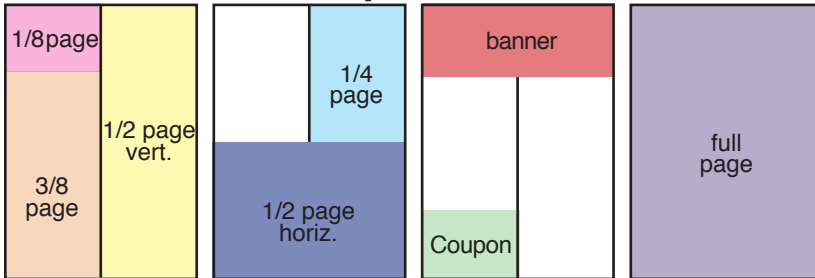 1/8page
3/8
page
1/2 page
vert.
1/4
page
1/2 page
horiz.
banner
Coupon
full
page